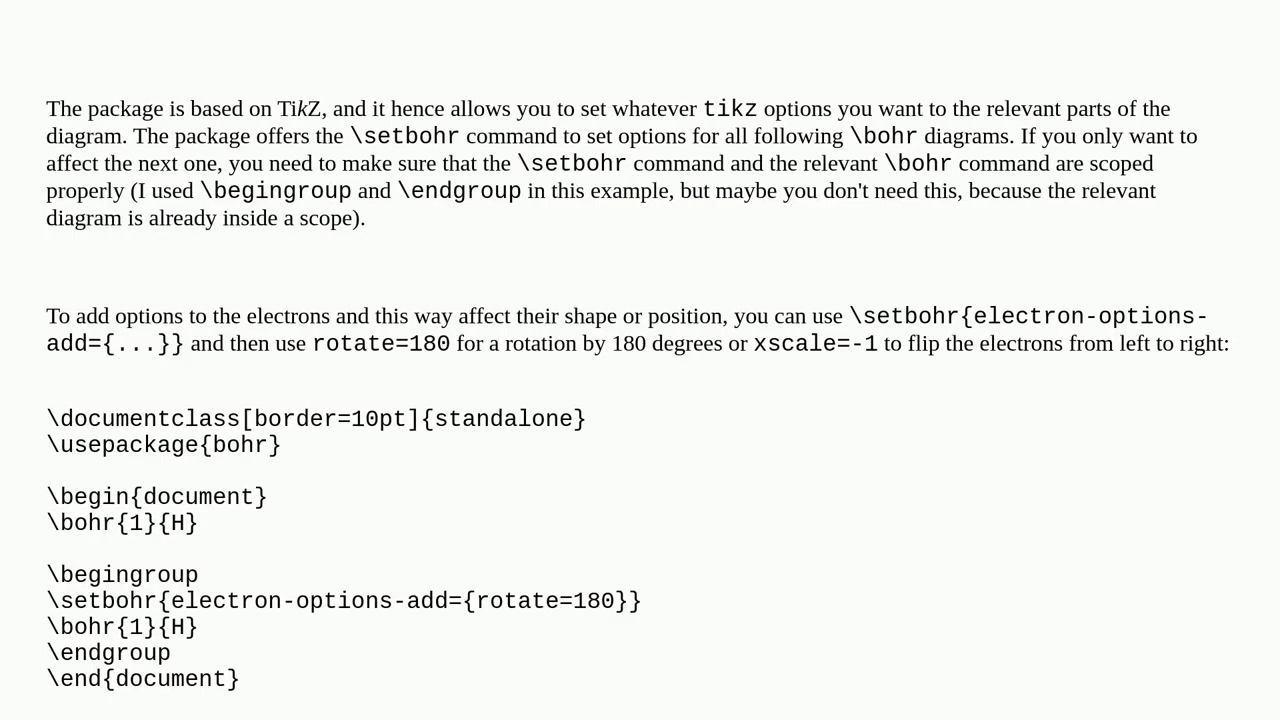 The package is based on TikZ, and it hence allows you to set whatever tikz options you want to the relevant parts of the
diagram. The package offers the \setbohr command to set options for all following \bohr diagrams. If you only want to
affect the next one, you need to make sure that the \setbohr command and the relevant \bohr command are scoped
properly (I used \begingroup and \endgroup in this example, but maybe you don't need this, because the relevant
diagram is already inside a scope).
To add options to the electrons and this way affect their shape or position, you can use \setbohr{electron-options-
add={...}} and then use rotate=180 for a rotation by 180 degrees or xscale=-1 to flip the electrons from left to right:
\documentclass[border=10pt]{standalone}
\usepackage{bohr}
\begin{document}
\bohr{1}{H}
\begingroup
\setbohr{electron-options-add={rotate=180}}
\bohr{1}{H}
\endgroup
\end{document}